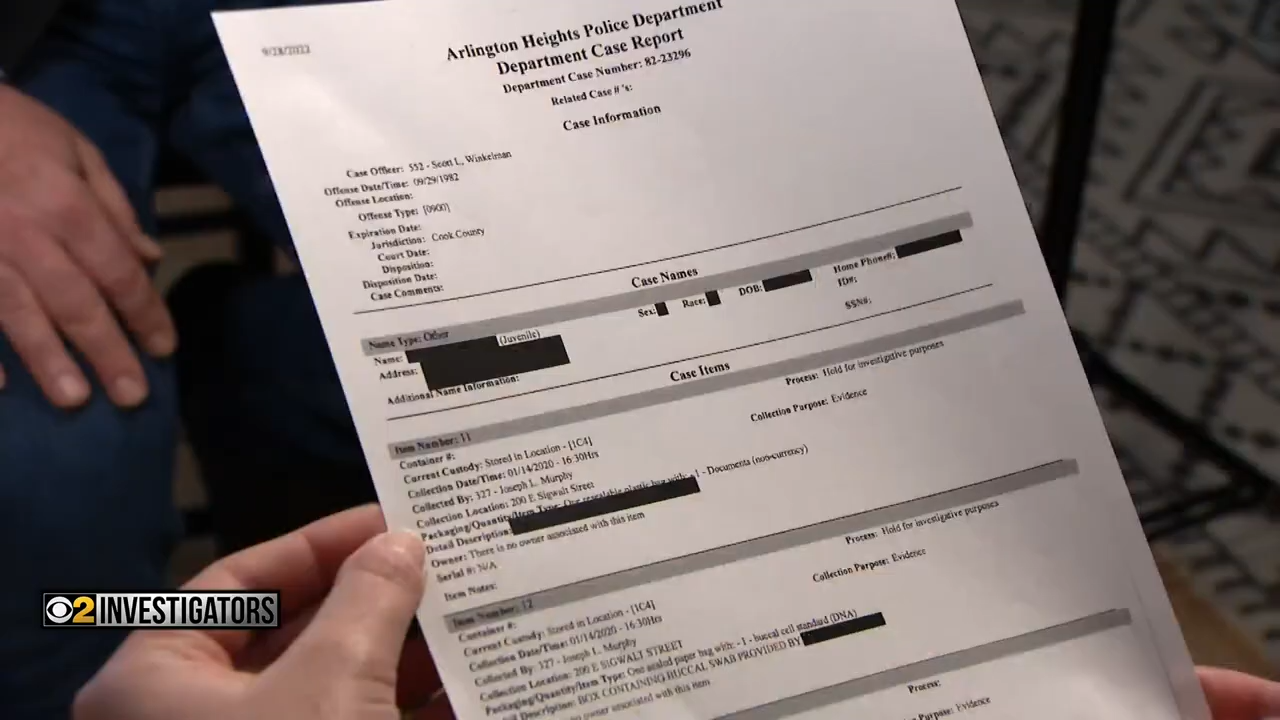 9/28/2022
Arlington Heights Police Department
Department Case Report
Department Case Number: 82-23296
Related Case #'s:
Case Information
Case Officer: 552 - Scott L. Winkelman
Offense Date/Time: 09/29/1982
Offense Location:
Offense Type: [0900]
Expiration Date:
Jurisdiction: Cook County
Court Date:
Disposition:
Disposition Date:
Case Comments:
Case Names
Name Type: Other
Name: (Juvenile) Sex: Race: DOB: Home Phone#:
Address: ID#:
SSN#:
Additional Name Information:
Case Items
Item Number: 11 Process: Hold for investigative purposes
Container #: Collection Purpose: Evidence
Current Custody: Stored in Location - [1C4]
Collection Date/Time: 01/14/2020 - 16:30Hrs
Collected By: 327 - Joseph L. Murphy
Collection Location: 200 E Sigwalt Street
Packaging/Quantity/Item Type: One resealable plastic bag with: -1 - Documents (non-currency)
Detail Description:
Owner: There is no owner associated with this item
Serial #: N/A
Item Notes:
Item Number: 12 Process: Hold for investigative purposes
Container #: Collection Purpose: Evidence
Current Custody: Stored in Location - [1C4]
Collection Date/Time: 01/14/2020 - 16:30Hrs
Collected By: 327 - Joseph L. Murphy
Collection Location: 200 E SIGWALT STREET
Packaging/Quantity/Item Type: One sealed paper bag with: -1 - buccal cell standard (DNA)
Detail Description: BOX CONTAINING BUCCAL SWAB PROVIDED BY
no owner associated with this item
Process:
Purpose: Evidence
2 INVESTIGATORS